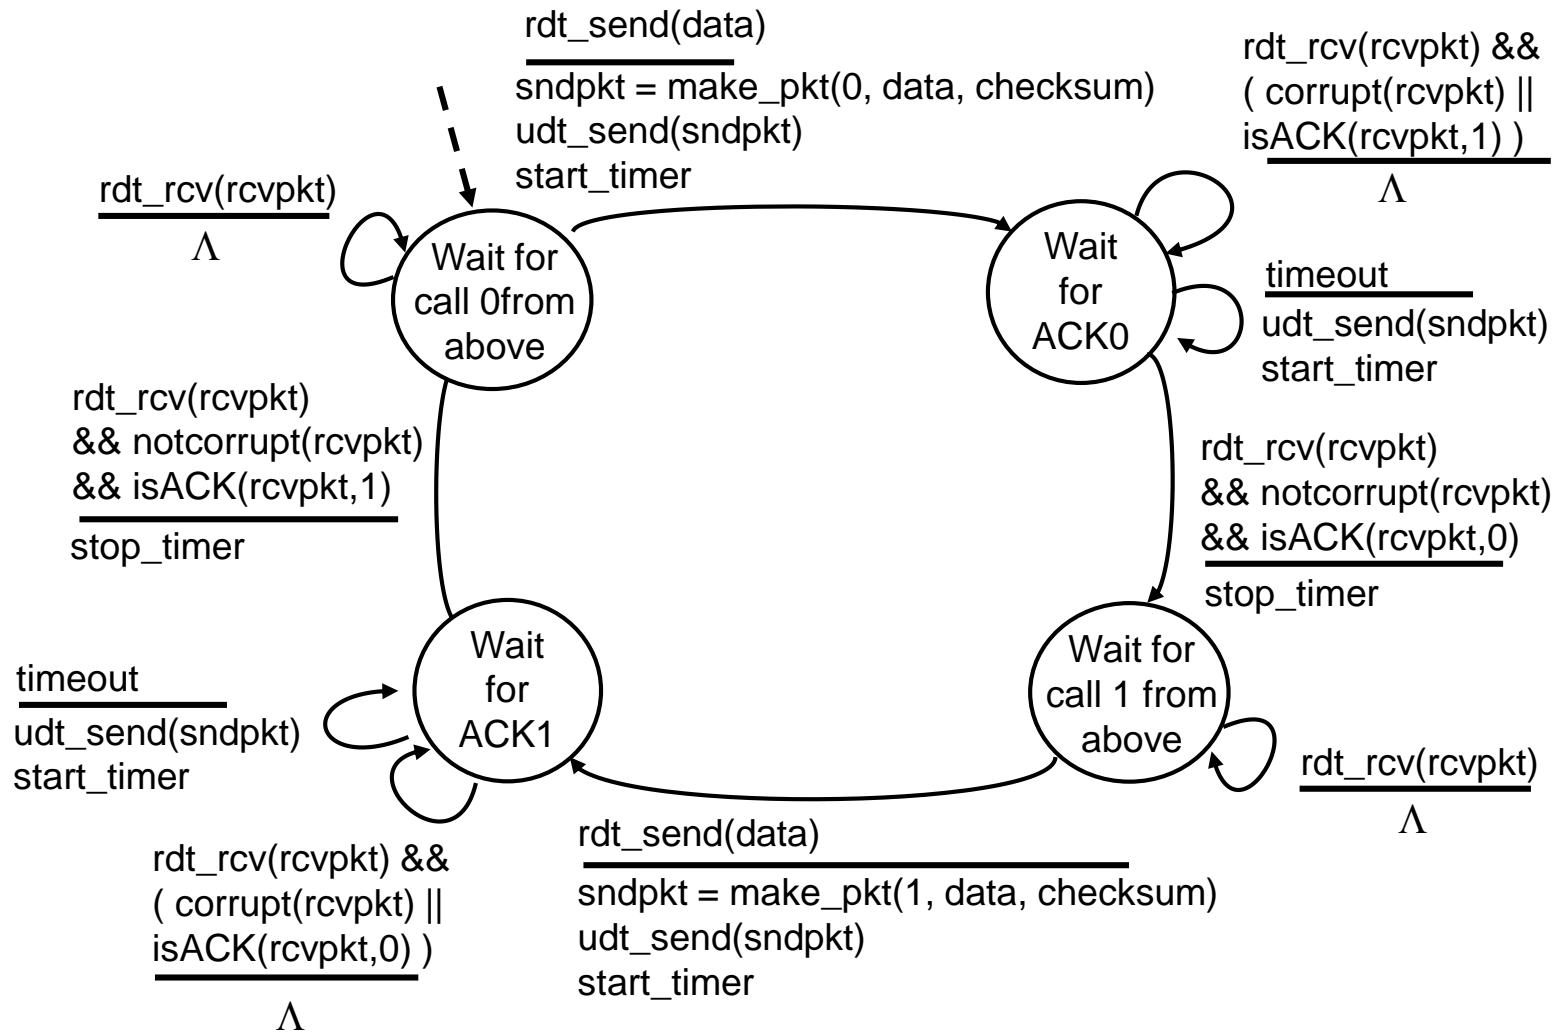 rdt_send(data)
sndpkt = make_pkt(0, data, checksum)
udt_send(sndpkt)
start_timer
rdt_rcv(rcvpkt) &&
( corrupt(rcvpkt) ||
isACK(rcvpkt,1) )
Λ
rdt_rcv(rcvpkt)
Λ
Wait for
call 0from
above
Wait
for
ACK0
timeout
udt_send(sndpkt)
start_timer
rdt_rcv(rcvpkt)
&& notcorrupt(rcvpkt)
&& isACK(rcvpkt,1)
stop_timer
rdt_rcv(rcvpkt)
&& notcorrupt(rcvpkt)
&& isACK(rcvpkt,0)
stop_timer
Wait
for
ACK1
Wait for
call 1 from
above
timeout
udt_send(sndpkt)
start_timer
rdt_rcv(rcvpkt)
Λ
rdt_rcv(rcvpkt) &&
( corrupt(rcvpkt) ||
isACK(rcvpkt,0) )
Λ
rdt_send(data)
sndpkt = make_pkt(1, data, checksum)
udt_send(sndpkt)
start_timer